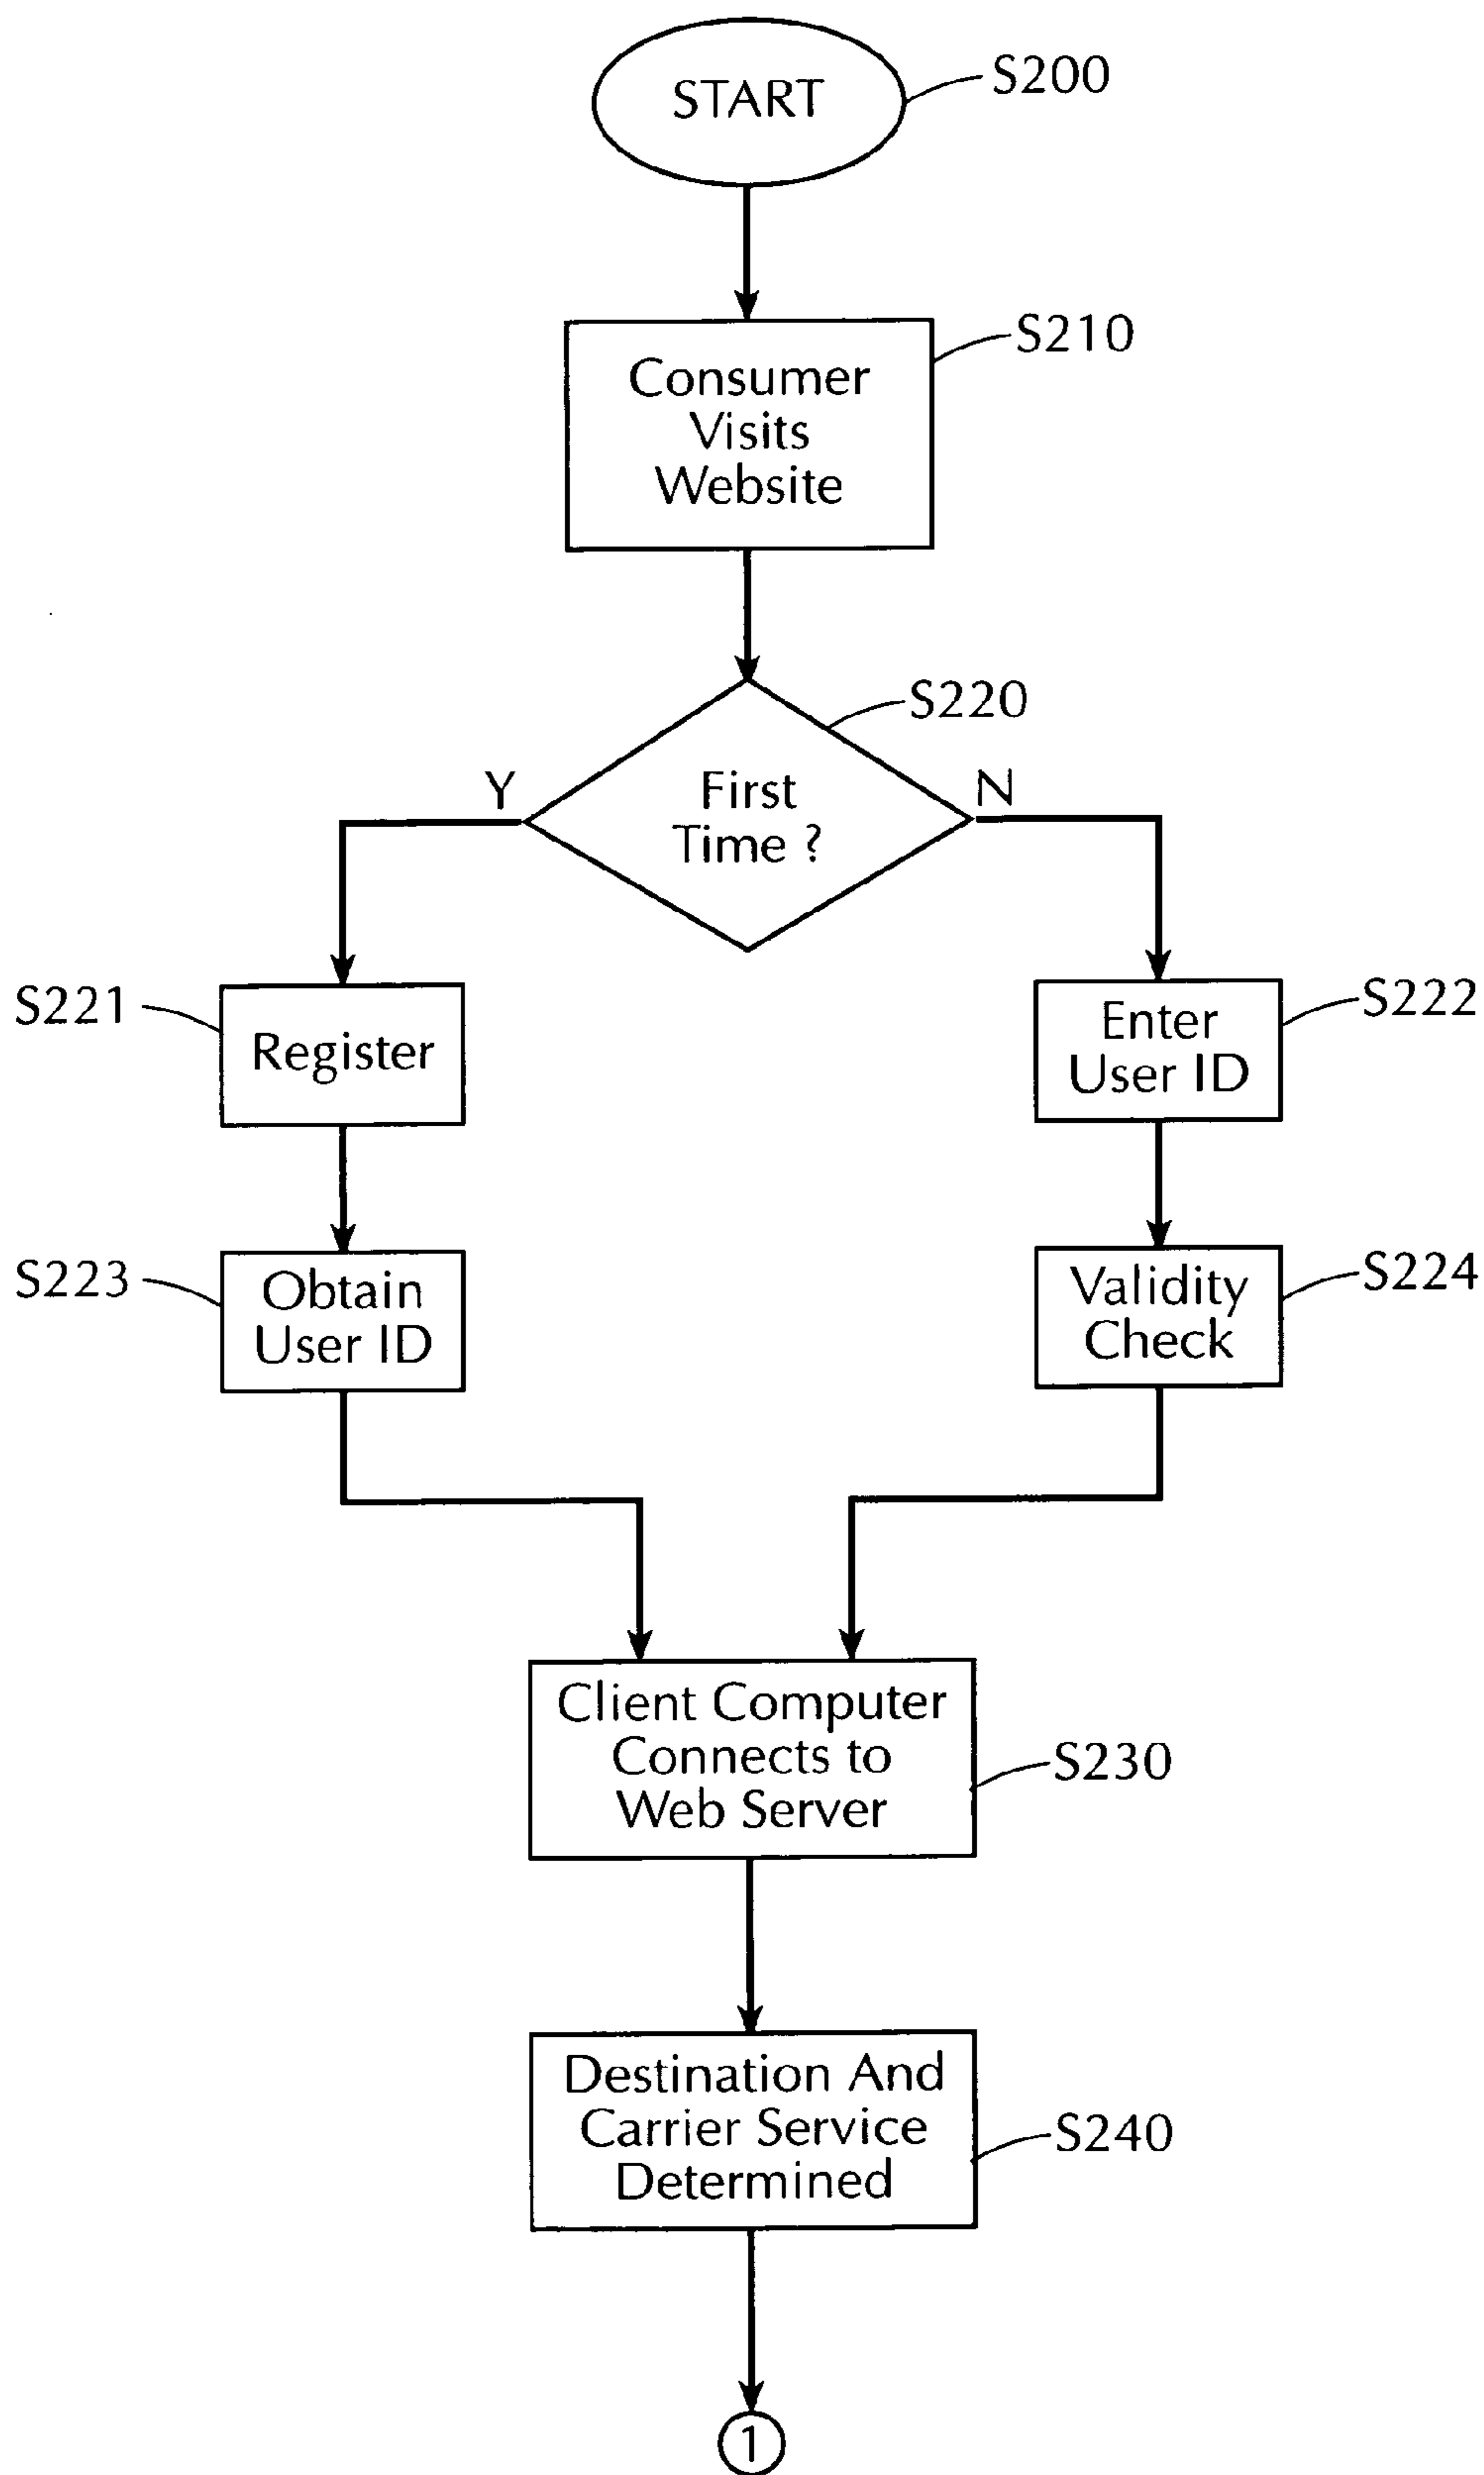 START
S200
Consumer
Visits
Website
S210
S220
Y
First
Time ?
N
S221
Register
Enter
User ID
S222
S223
Obtain
User ID
Validity
Check
S224
Client Computer
Connects to
Web Server
S230
Destination And
Carrier Service
Determined
S240
1